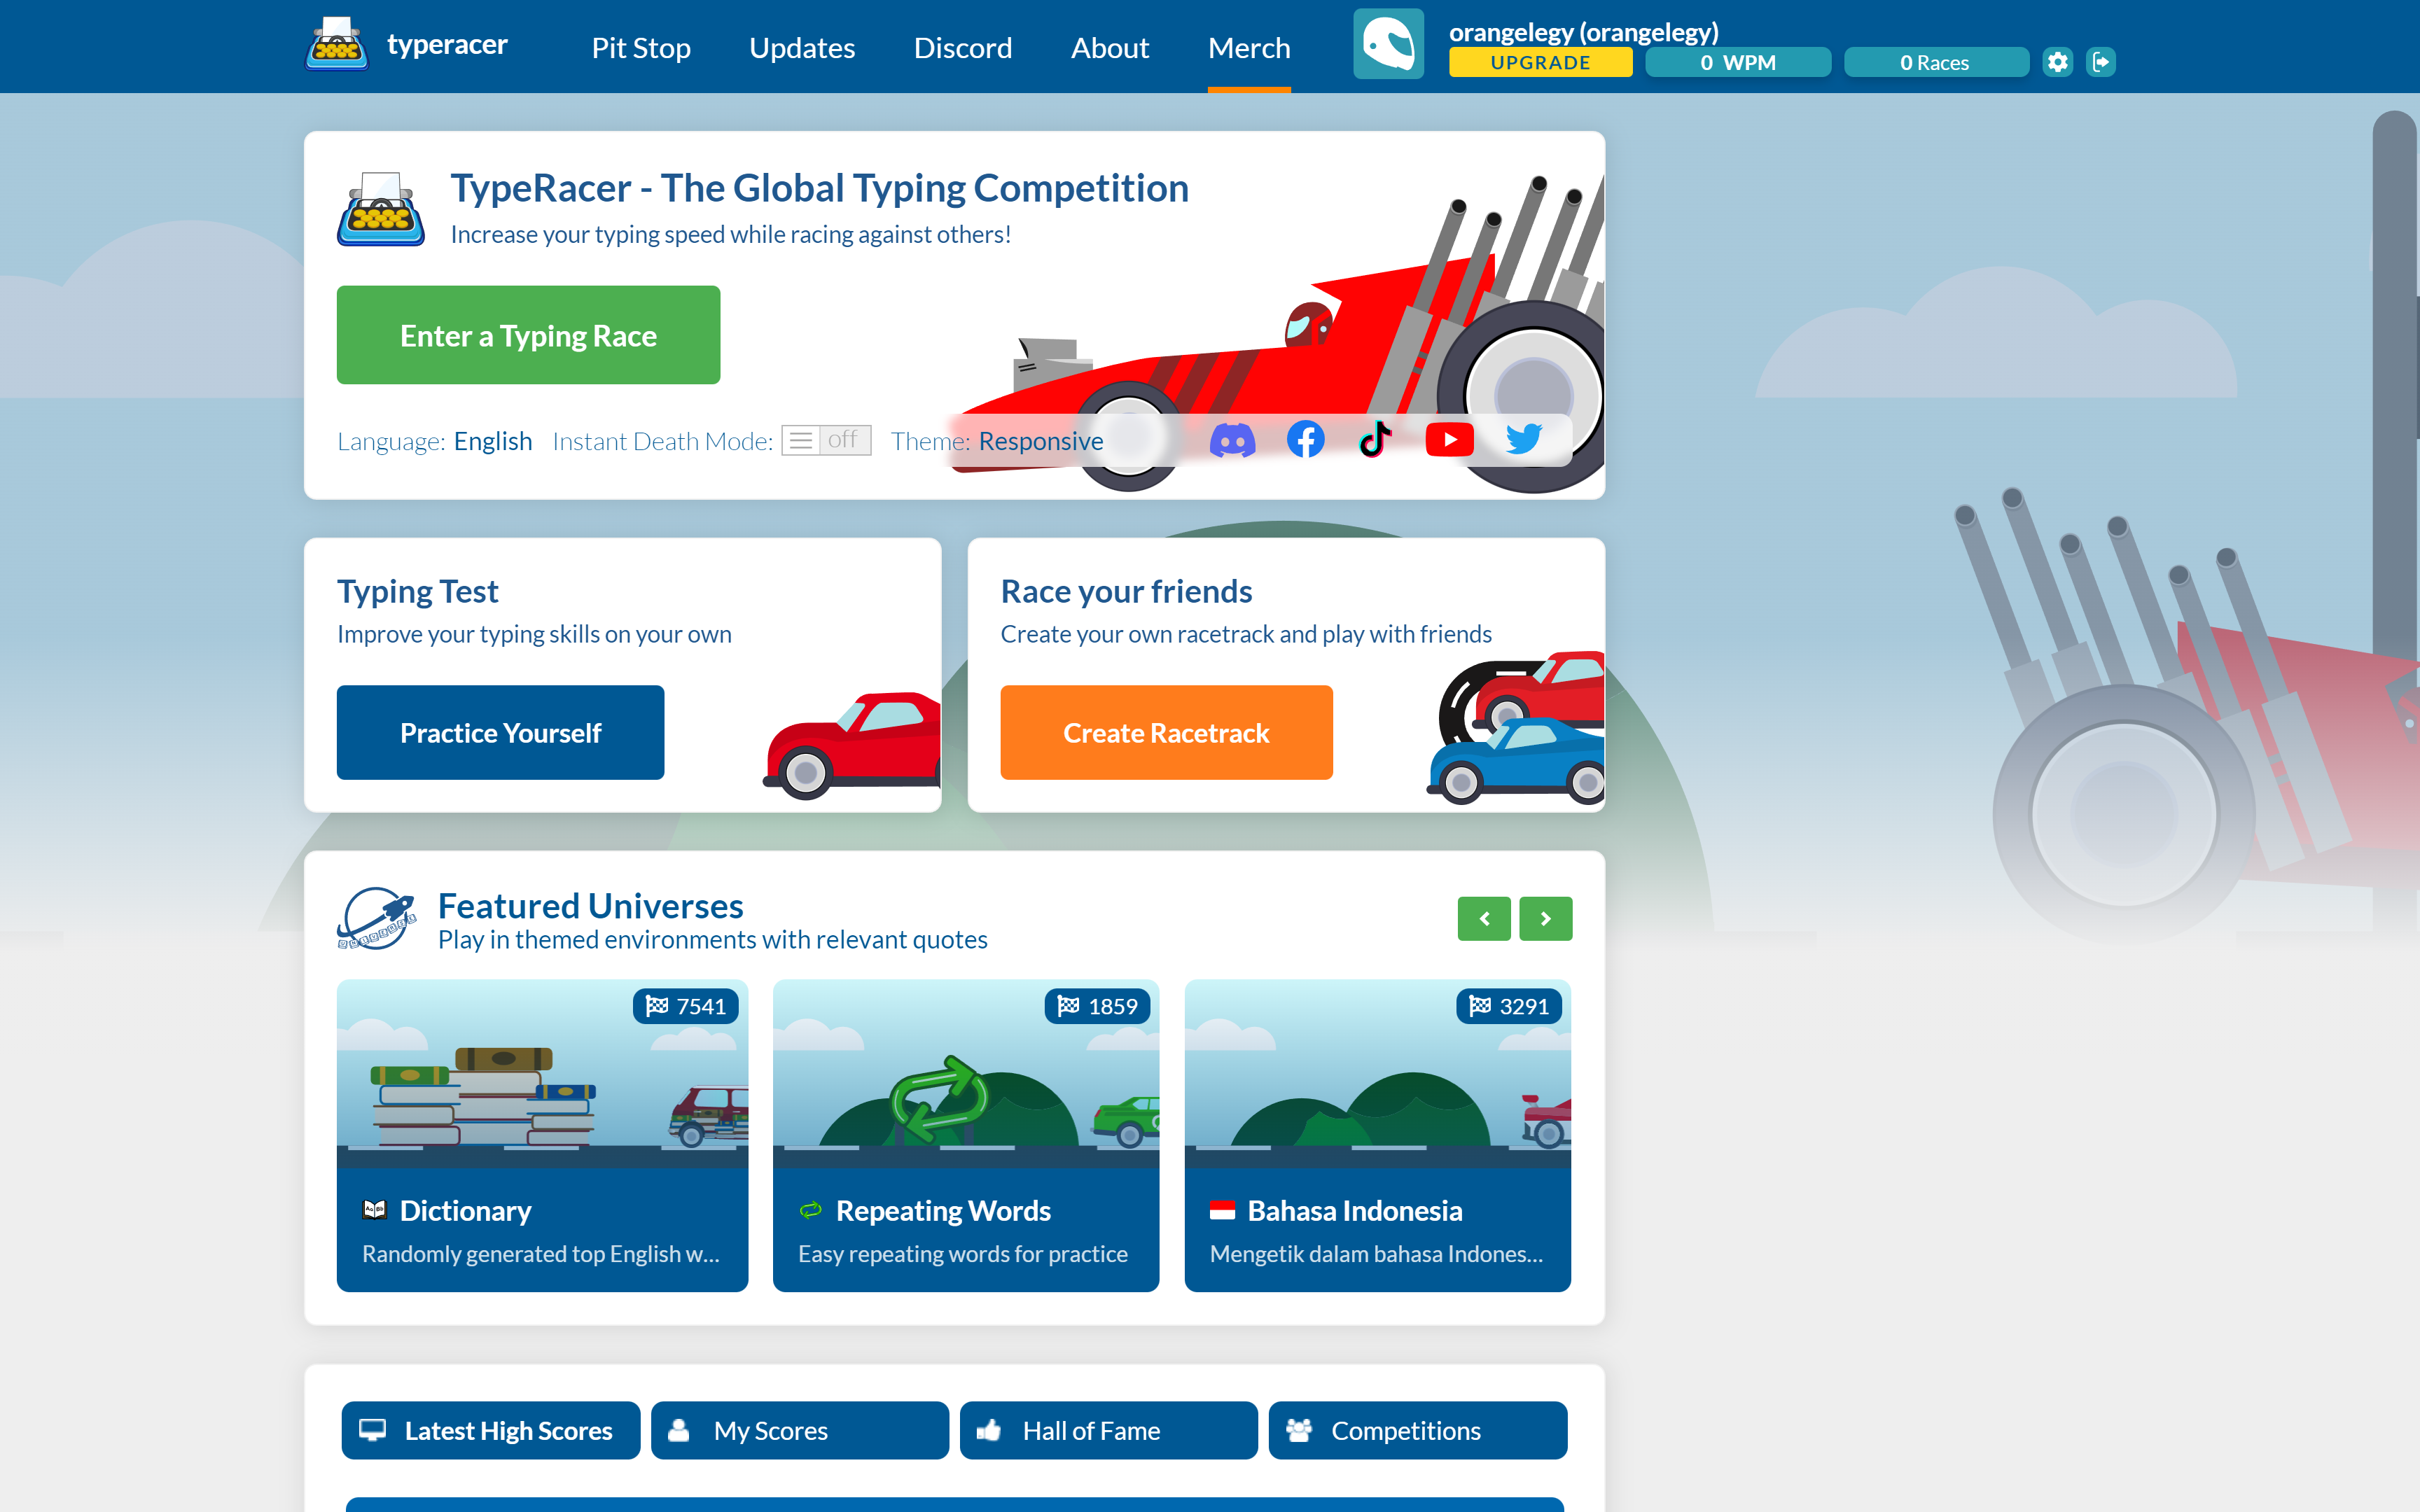 typeracer
Pit Stop
Updates
Discord
About
Merch
orangelegy (orangelegy)
UPGRADE
0 WPM
0 Races
TypeRacer - The Global Typing Competition
Increase your typing speed while racing against others!
Enter a Typing Race
Language: English Instant Death Mode: off Theme: Responsive
Typing Test
Improve your typing skills on your own
Practice Yourself
Race your friends
Create your own racetrack and play with friends
Create Racetrack
Featured Universes
Play in themed environments with relevant quotes
7541
Dictionary
Randomly generated top English w...
1859
Repeating Words
Easy repeating words for practice
3291
Bahasa Indonesia
Mengetik dalam bahasa Indones...
Latest High Scores
My Scores
Hall of Fame
Competitions